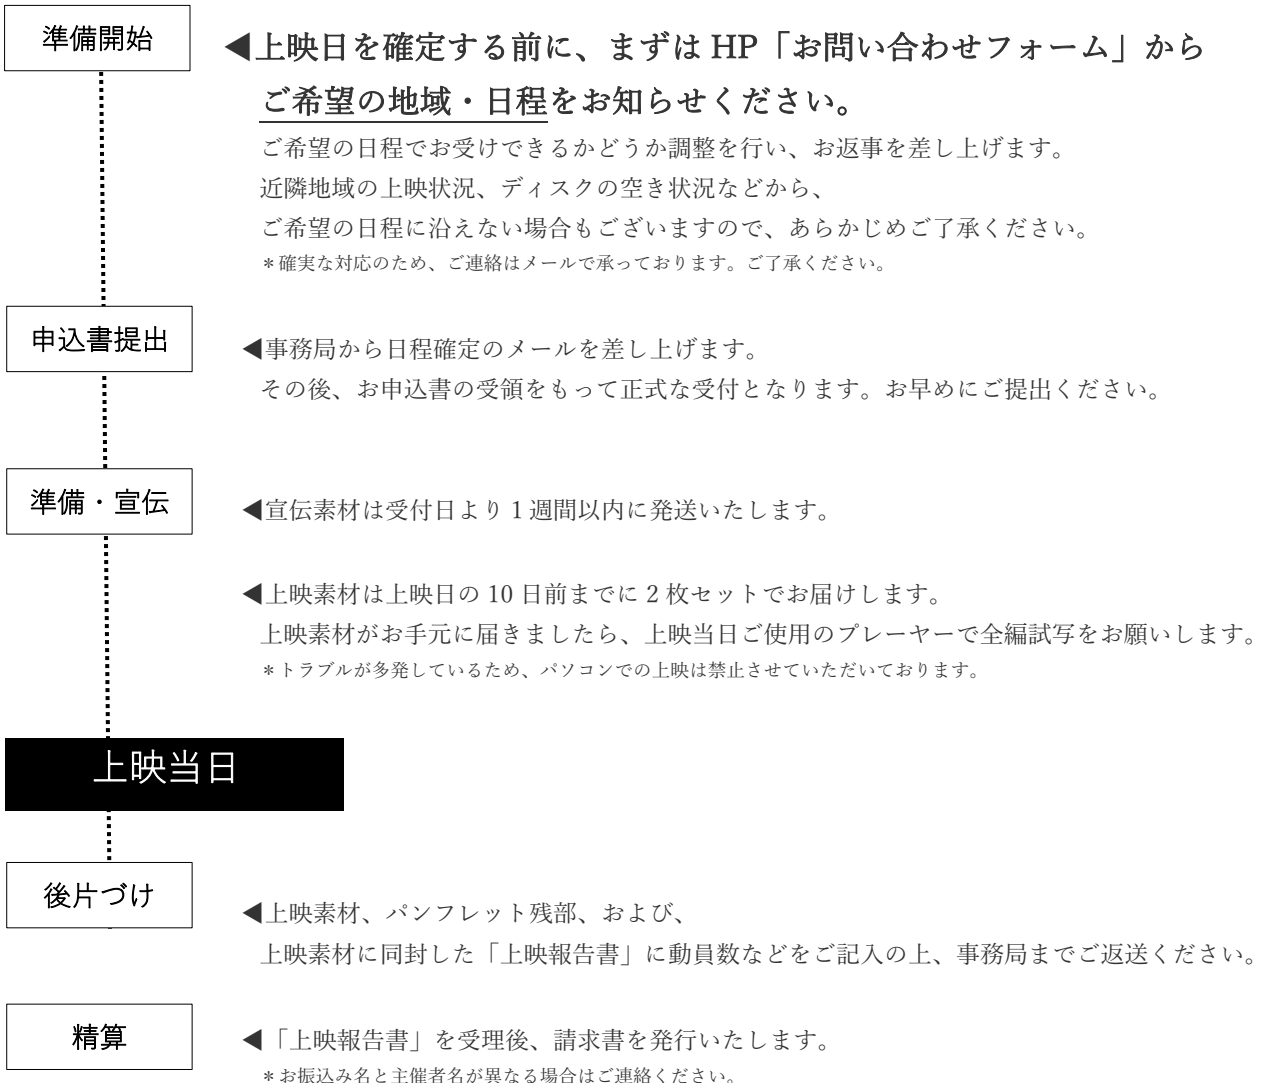 準備開始
◀上映日を確定する前に、まずは HP「お問い合わせフォーム」から
ご希望の地域・日程をお知らせください。
ご希望の日程でお受けできるかどうか調整を行い、お返事を差し上げます。
近隣地域の上映状況、ディスクの空き状況などから、
ご希望の日程に沿えない場合もございますので、あらかじめご了承ください。
＊確実な対応のため、ご連絡はメールで承っております。ご了承ください。
申込書提出
◀事務局から日程確定のメールを差し上げます。
その後、お申込書の受領をもって正式な受付となります。お早めにご提出ください。
準備・宣伝
◀宣伝素材は受付日より 1 週間以内に発送いたします。
◀上映素材は上映日の 10 日前までに 2 枚セットでお届けします。
上映素材がお手元に届きましたら、上映当日ご使用のプレーヤーで全編試写をお願いします。
＊トラブルが多発しているため、パソコンでの上映は禁止させていただいております。
上映当日
後片づけ
◀上映素材、パンフレット残部、および、
上映素材に同封した「上映報告書」に動員数などをご記入の上、事務局までご返送ください。
精算
◀「上映報告書」を受理後、請求書を発行いたします。
＊お振込み名と主催者名が異なる場合はご連絡ください。